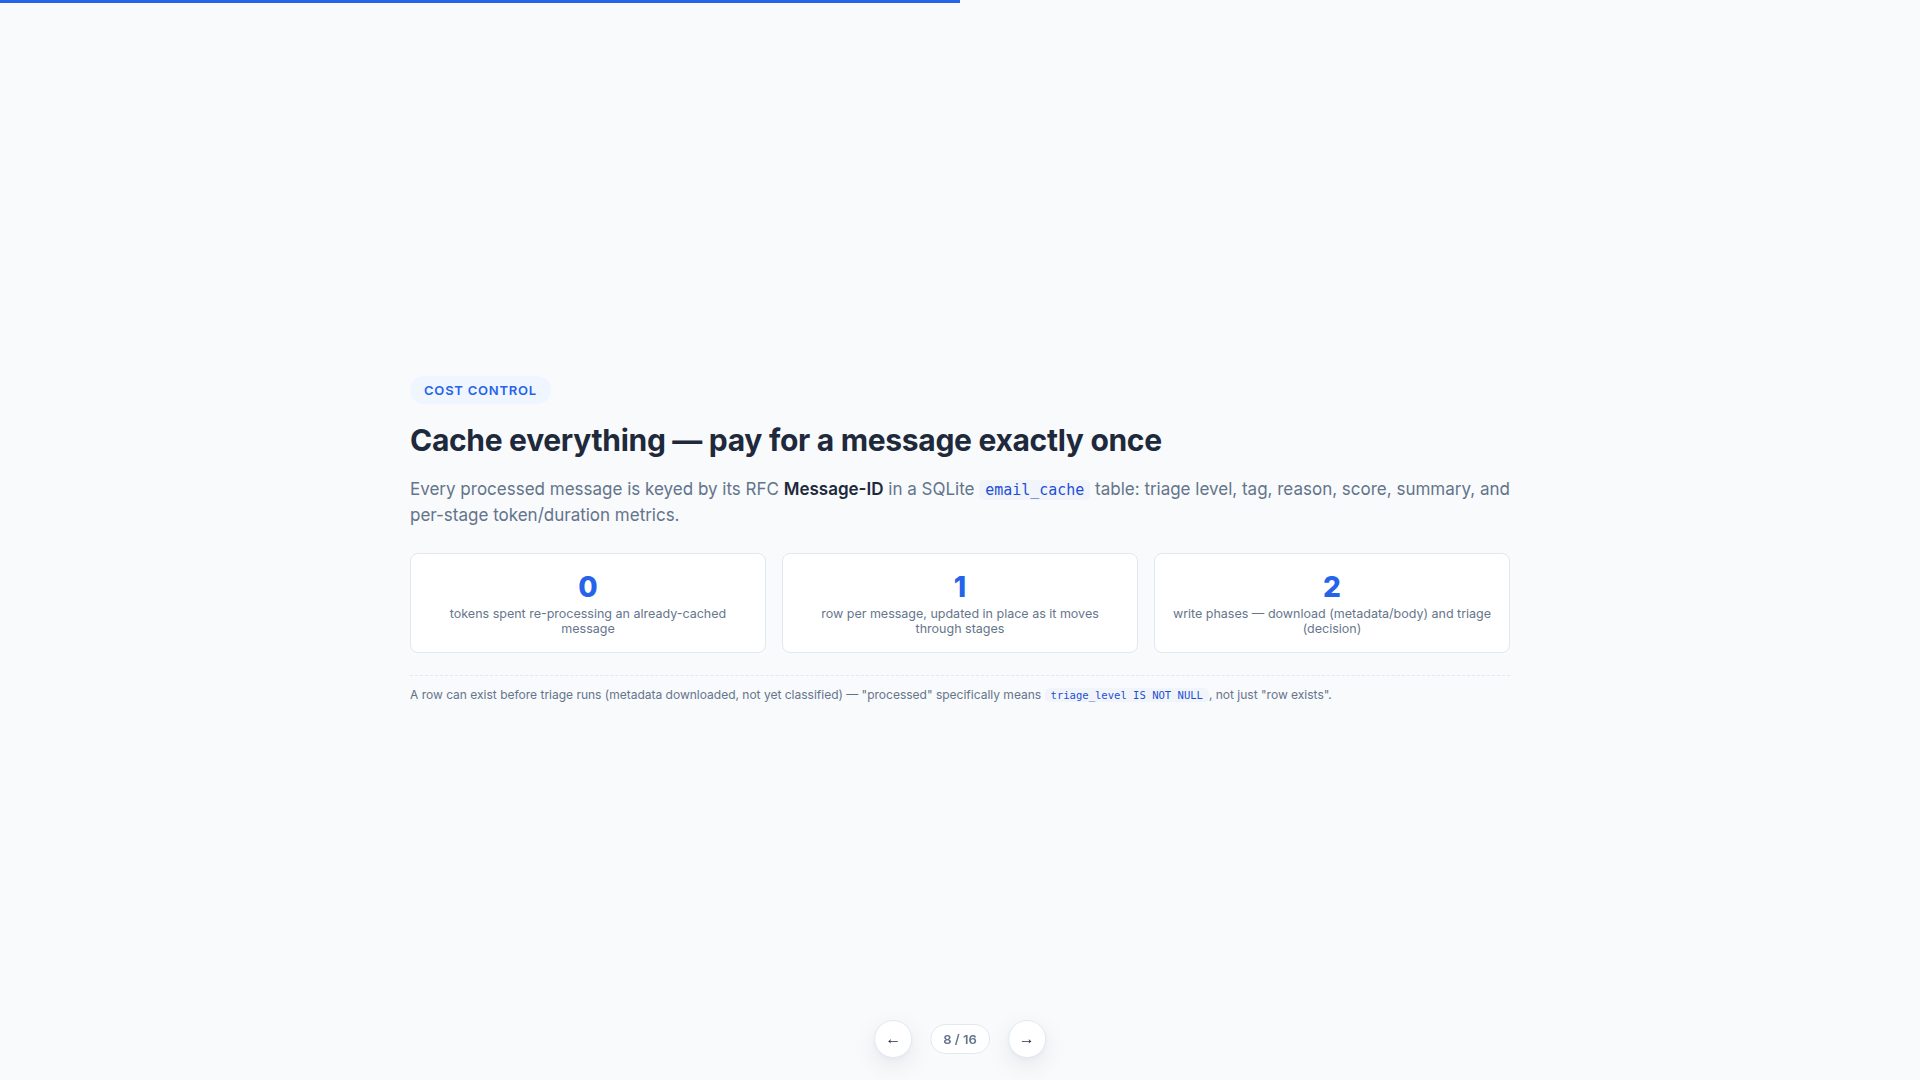 COST CONTROL
Cache everything — pay for a message exactly once
Every processed message is keyed by its RFC Message-ID in a SQLite email_cache table: triage level, tag, reason, score, summary, and
per-stage token/duration metrics.
0
tokens spent re-processing an already-cached
message
1
row per message, updated in place as it moves
through stages
2
write phases — download (metadata/body) and triage
(decision)
A row can exist before triage runs (metadata downloaded, not yet classified) — "processed" specifically means triage_level IS NOT NULL, not just "row exists".
← 8 / 16 →